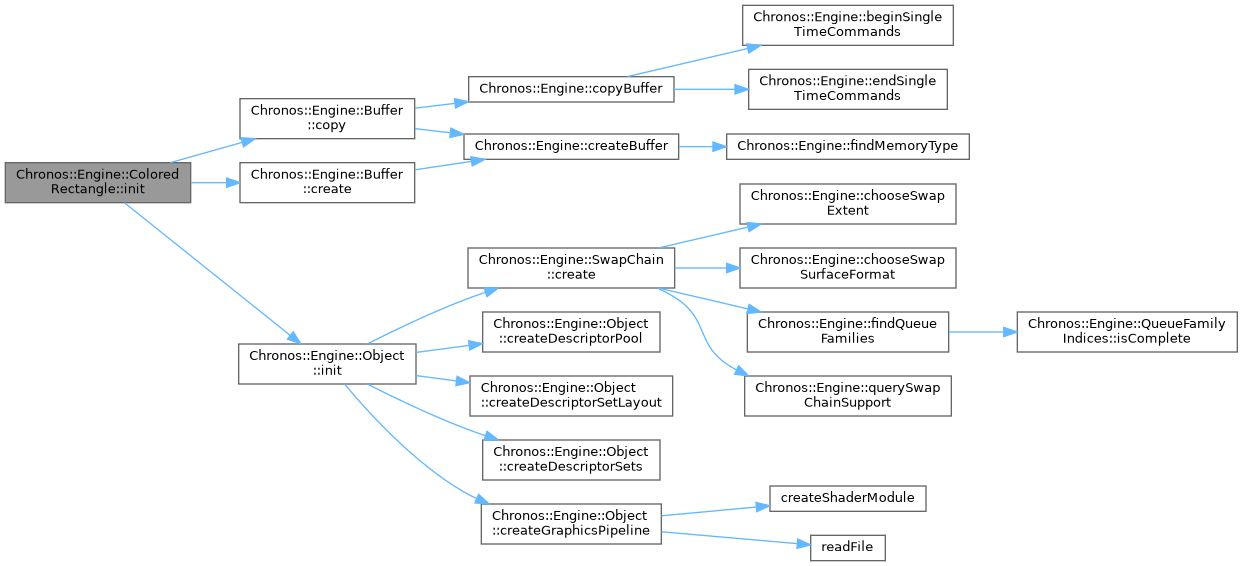 Chronos::Engine::beginSingle
TimeCommands
Chronos::Engine::copyBuffer
Chronos::Engine::endSingle
TimeCommands
Chronos::Engine::Buffer
::copy
Chronos::Engine::createBuffer
Chronos::Engine::findMemoryType
Chronos::Engine::Colored
Rectangle::init
Chronos::Engine::Buffer
::create
Chronos::Engine::chooseSwap
Extent
Chronos::Engine::SwapChain
::create
Chronos::Engine::chooseSwap
SurfaceFormat
Chronos::Engine::Object
::createDescriptorPool
Chronos::Engine::findQueue
Families
Chronos::Engine::QueueFamily
Indices::isComplete
Chronos::Engine::Object
::init
Chronos::Engine::Object
::createDescriptorSetLayout
Chronos::Engine::querySwap
ChainSupport
Chronos::Engine::Object
::createDescriptorSets
Chronos::Engine::Object
::createGraphicsPipeline
createShaderModule
readFile